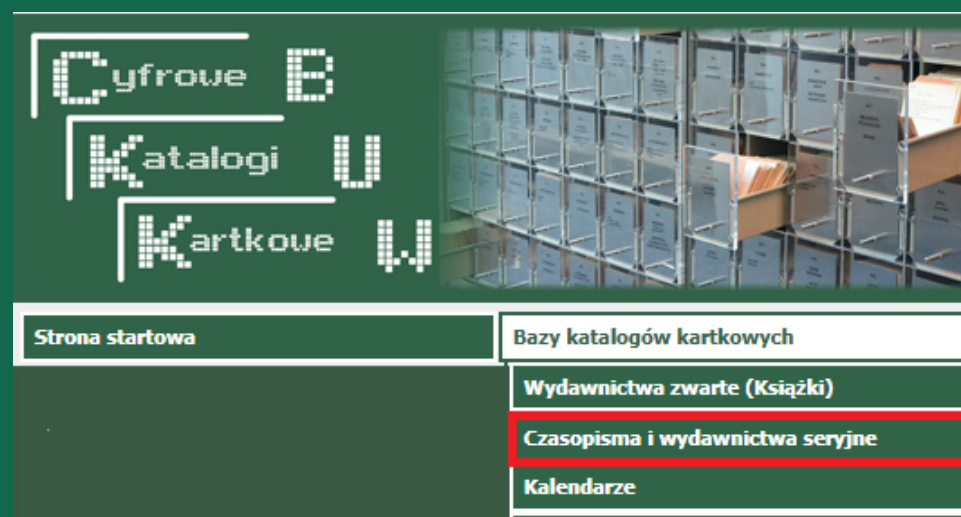 Cyfrowe B
Katalogi U
Kartkowe W
Strona startowa
Bazy katalogów kartkowych
Wydawnictwa zwarte (Książki)
Czasopisma i wydawnictwa seryjne
Kalendarze